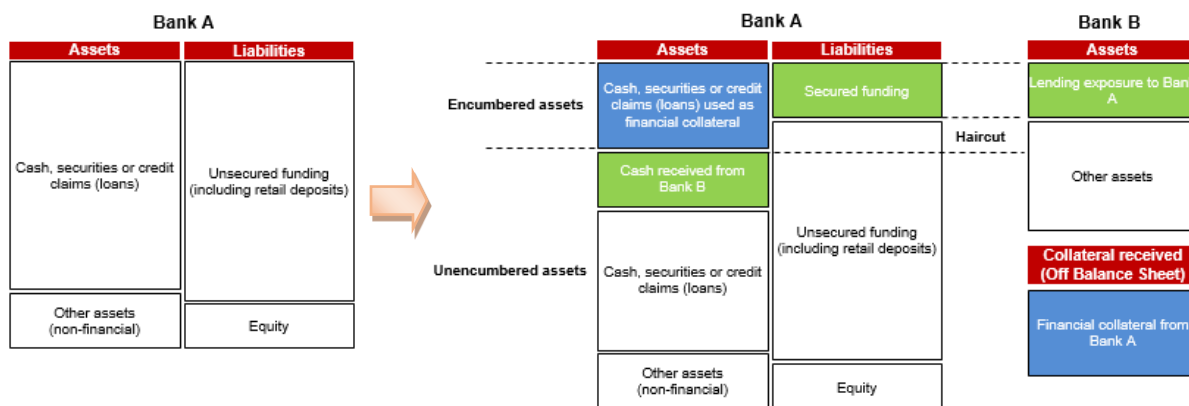 Bank A
Assets
Liabilities
Cash, securities or credit
claims (loans)
Unsecured funding
(including retail deposits)
Other assets
(non-financial)
Equity
Bank A
Assets
Liabilities
Encumbered assets
Cash, securities or credit
claims (loans) used as
financial collateral
Secured funding
Haircut
Cash received from
Bank B
Unencumbered assets
Cash, securities or credit
claims (loans)
Unsecured funding
(including retail deposits)
Other assets
(non-financial)
Equity
Bank B
Assets
Lending exposure to Bank
A
Other assets
Collateral received
(Off Balance Sheet)
Financial collateral from
Bank A